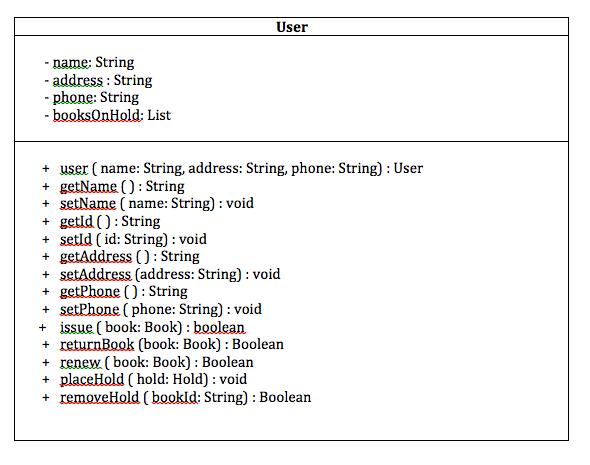 User
- name: String
- address : String
- phone: String
- booksOnHold: List
+ user ( name: String, address: String, phone: String) : User
+ getName ( ) : String
+ setName ( name: String) : void
+ getId ( ) : String
+ setId ( id: String) : void
+ getAddress ( ) : String
+ setAddress (address: String) : void
+ getPhone ( ) : String
+ setPhone ( phone: String) : void
+ issue ( book: Book) : boolean
+ returnBook (book: Book) : Boolean
+ renew ( book: Book) : Boolean
+ placeHold ( hold: Hold) : void
+ removeHold ( bookId: String) : Boolean